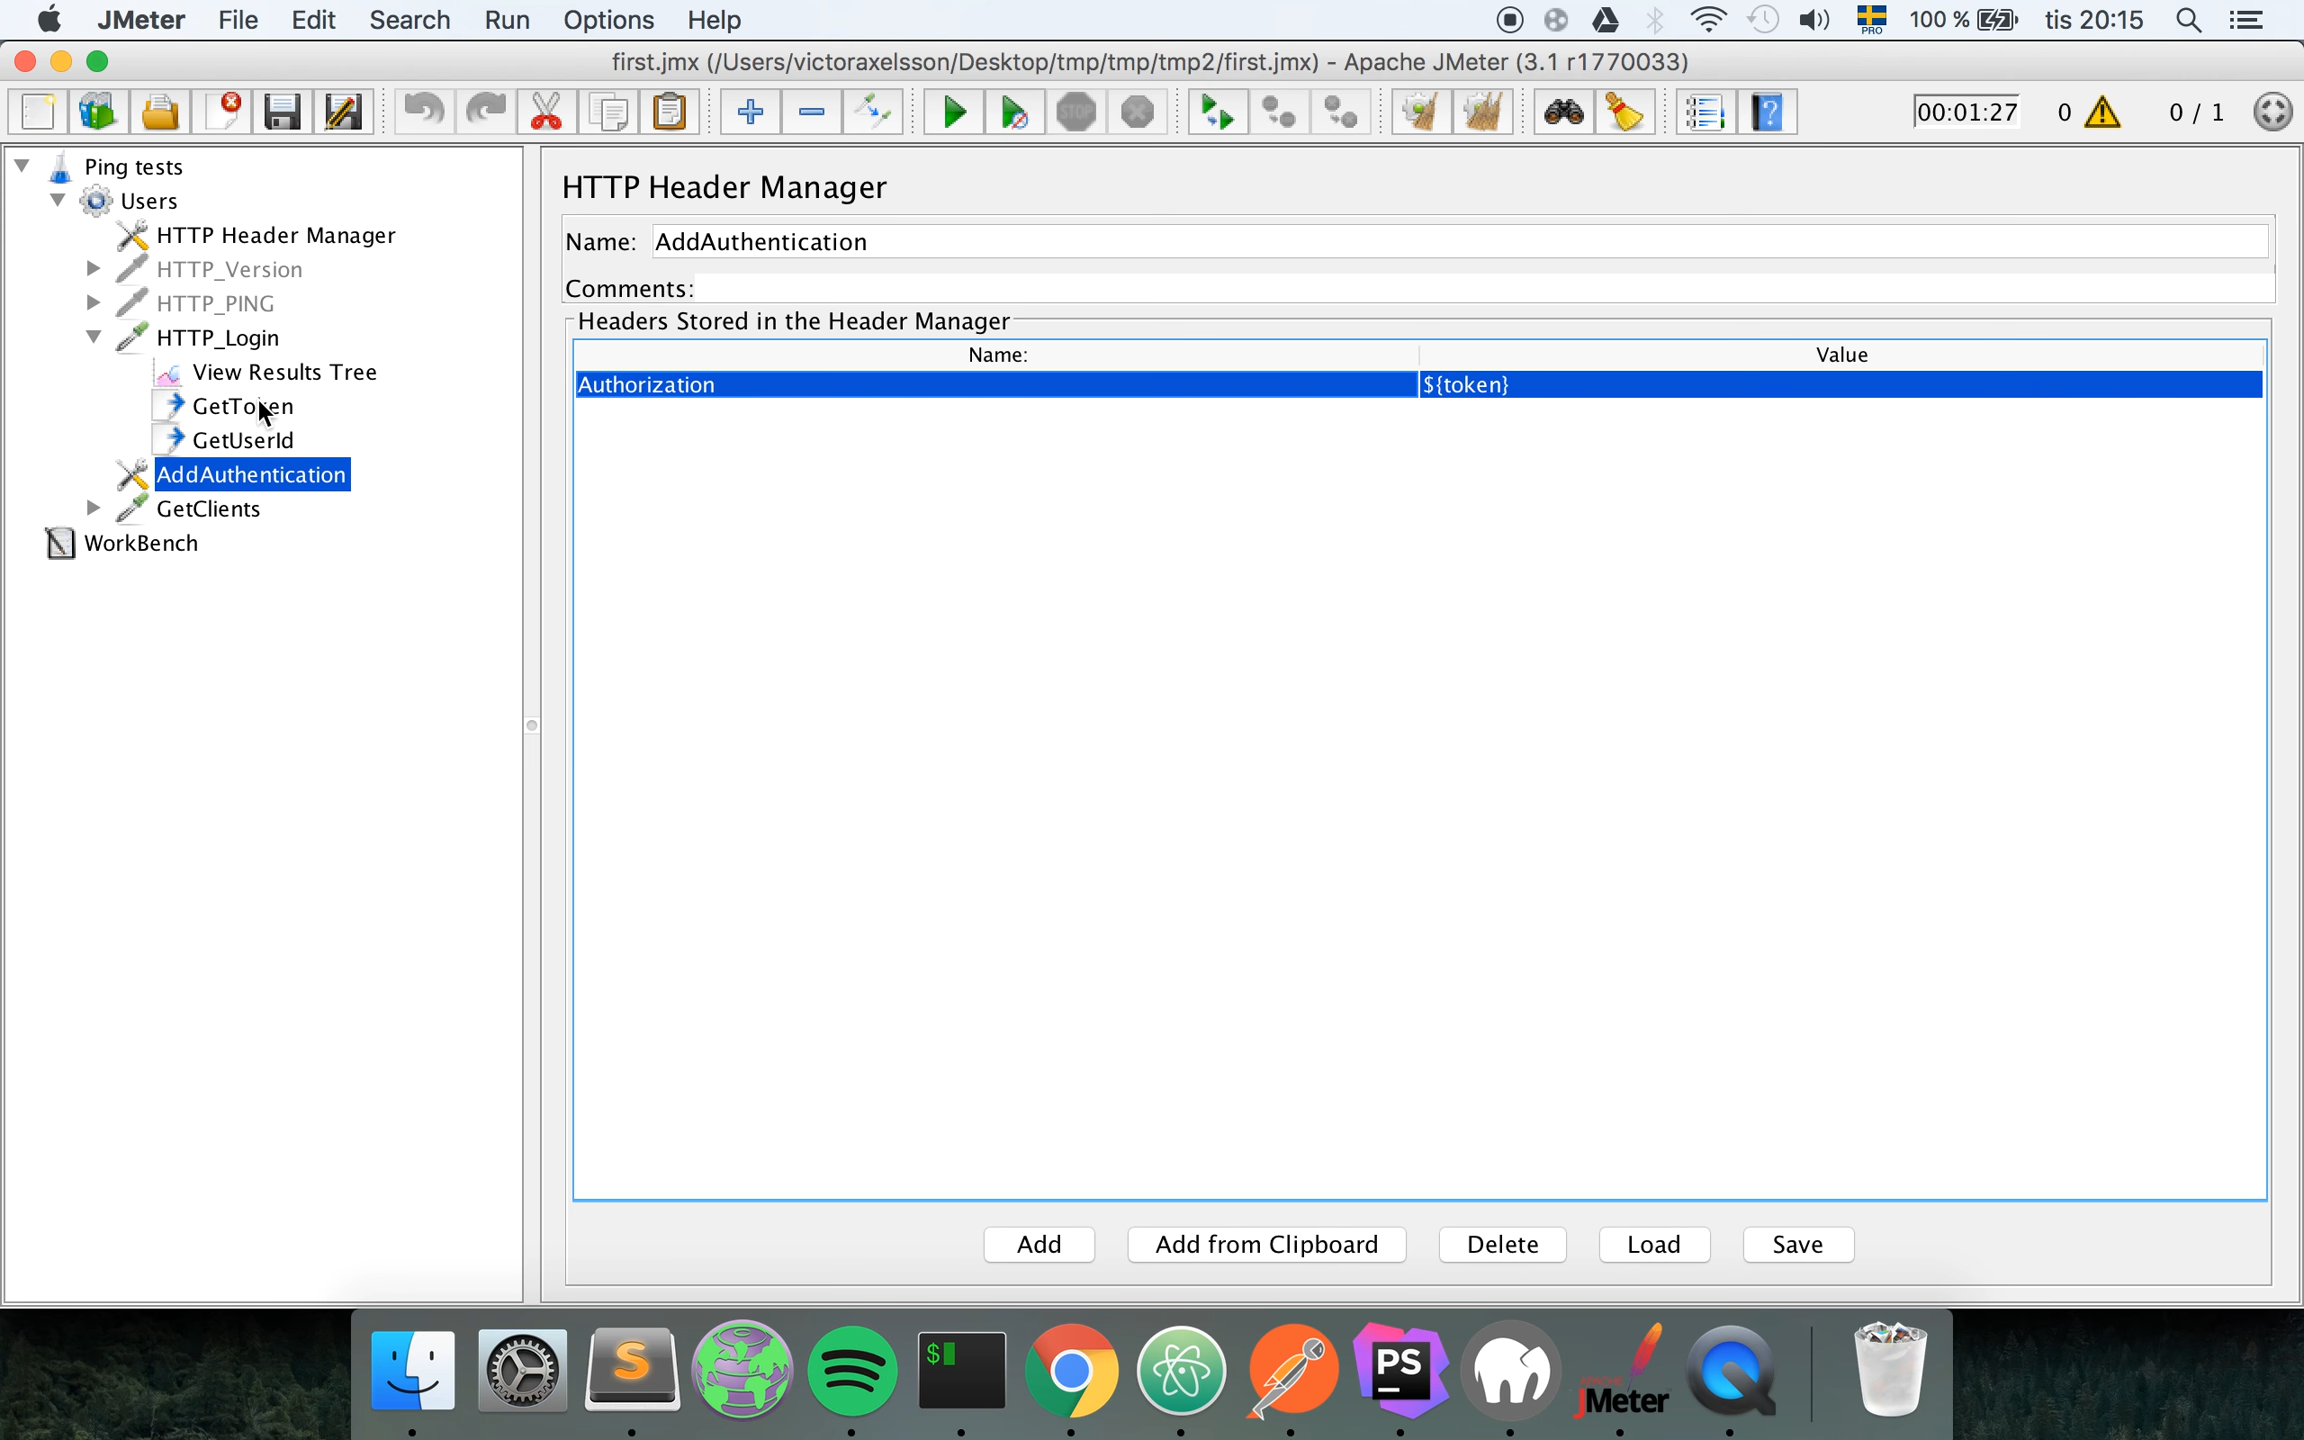 JMeter File Edit Search Run Options Help PRO 100 % tis 20:15
first.jmx (/Users/victoraxelsson/Desktop/tmp/tmp/tmp2/first.jmx) - Apache JMeter (3.1 r1770033)
STOP ? 00:01:27 0 0 / 1
Ping tests
Users
HTTP Header Manager
HTTP_Version
HTTP_PING
HTTP_Login
View Results Tree
GetToken
GetUserId
AddAuthentication
GetClients
WorkBench
HTTP Header Manager
Name: AddAuthentication
Comments:
Headers Stored in the Header Manager
Name: Value
Authorization ${token}
Add Add from Clipboard Delete Load Save
S $ PS APACHE JMeter